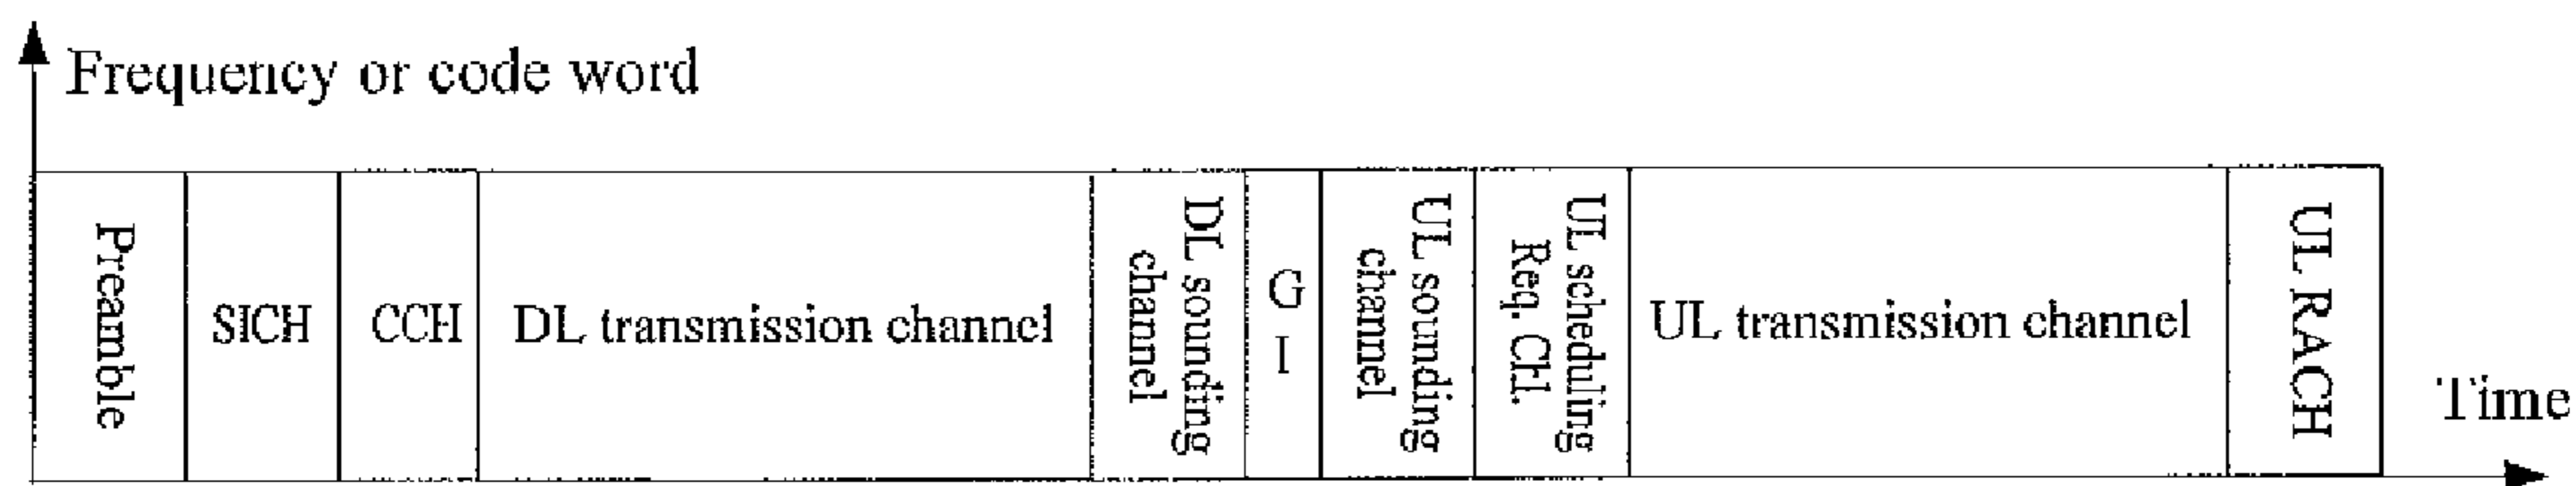 Frequency or code word
Preamble
SICH
CCH
DL transmission channel
DL sounding
channel
G
I
UL sounding
channel
UL scheduling
Req. CH.
UL transmission channel
UL RACH
Time